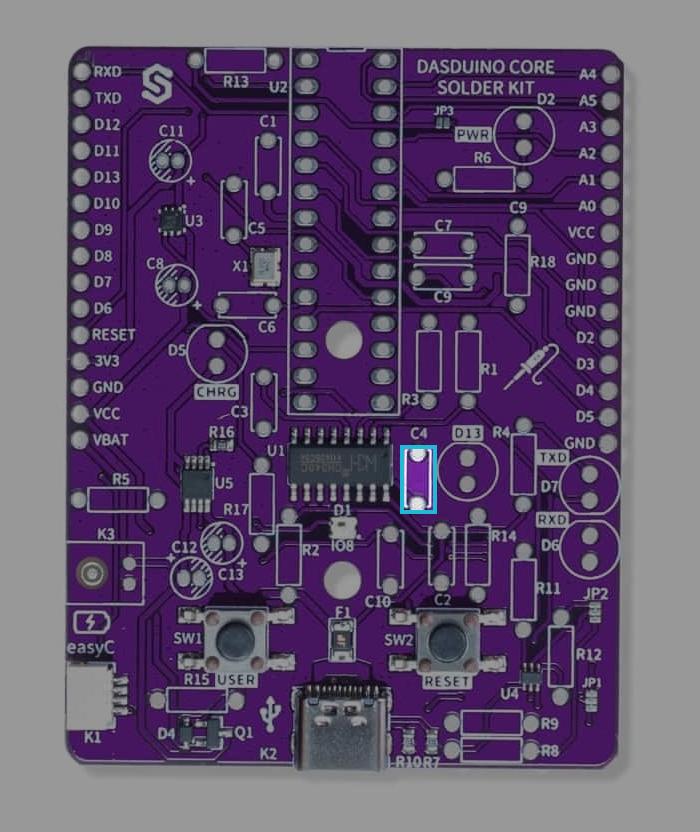 DASDUINO CORE
SOLDER KIT
RXD
TXD
D12
D11
D13
D10
D9
D8
D7
D6
RESET
3V3
GND
VCC
VBAT
A4
A5
A3
A2
A1
A0
VCC
GND
GND
GND
D2
D3
D4
D5
GND
R13
U2
JP3
D2
PWR
C11
+
C1
R6
U3
C5
C7
C9
C8
+
X1
C9
R18
C6
D5
CHRG
R1
R3
C3
C4
D13
R4
R16
U1
TXD
R5
U5
D7
R17
D1
RXD
K3
IO8
R2
R14
D6
C12
+
C13
C10
C2
R11
JP2
SW1
F1
SW2
easyC
USER
RESET
R12
R15
U4
JP1
K1
D4
Q1
K2
R9
R8
R10
R7